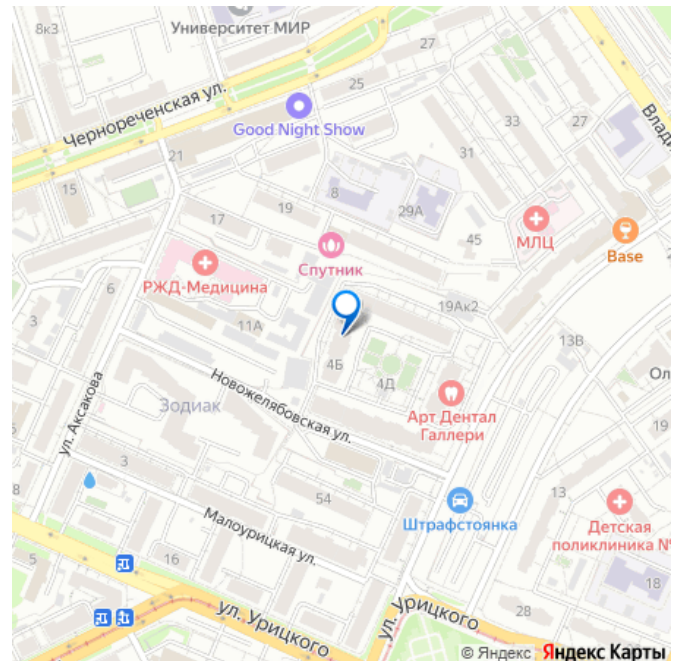 8к3
Университет МИР
27
25
Good Night Show
Чернореченская ул.
33
27
Влади
31
21
15
8
29А
17
19
45
МЛЦ
Base
Спутник
РЖД-Медицина
6
19Ак2
3
11А
13В
4Б
4Д
Ол
Зодиак
Новожелябовская ул.
Арт Дентал
Галлери
19
ул. Аксакова
3
8
54
13
Штрафстоянка
Детская
поликлиника №
Малоурицкая ул.
5
16
18
ул. Урицкого
ул. Урицкого
28
© Яндекс Яндекс Карты